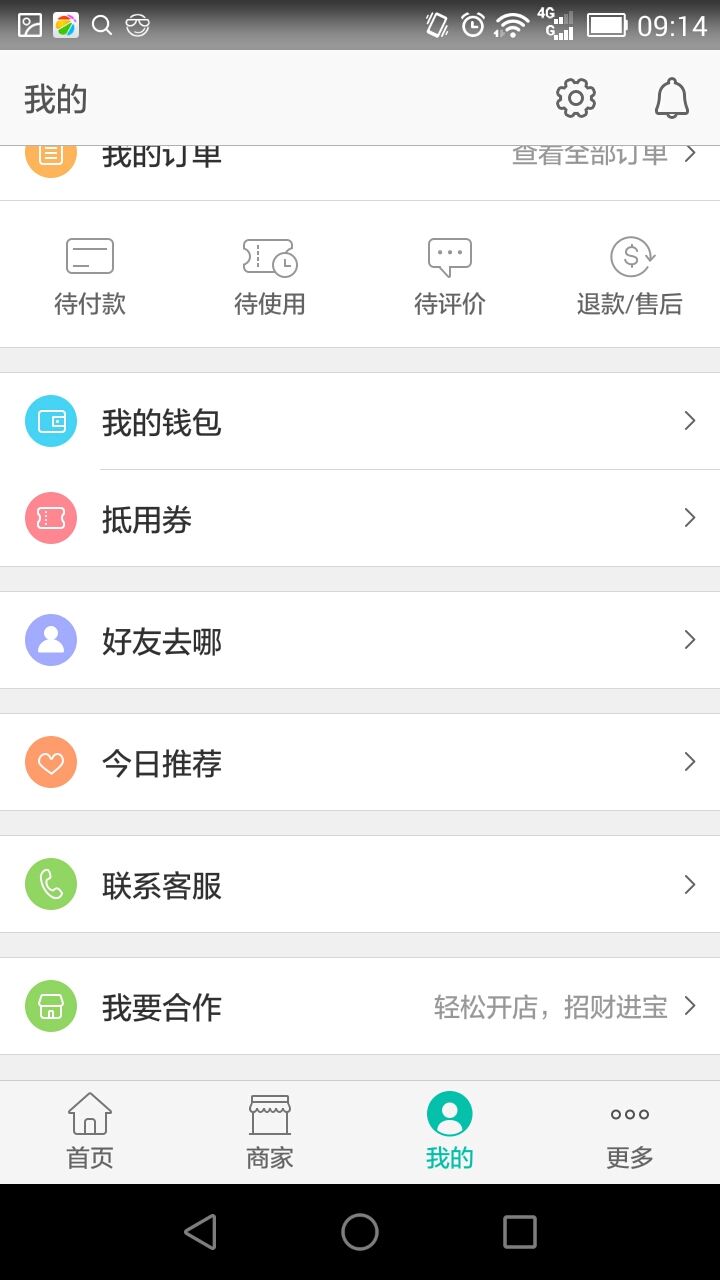 4G
G
09:14
我的
我的订单
查看全部订单
待付款
待使用
待评价
退款/售后
我的钱包
抵用券
好友去哪
今日推荐
联系客服
我要合作
轻松开店，招财进宝
首页
商家
我的
更多